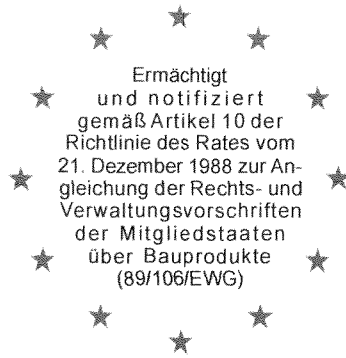 Ermächtigt
und notifiziert
gemäß Artikel 10 der
Richtlinie des Rates vom
21. Dezember 1988 zur An-
gleichung der Rechts- und
Verwaltungsvorschriften
der Mitgliedstaaten
über Bauprodukte
(89/106/EWG)